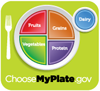 Fruits
Grains
Dairy
Vegetables
Protein
ChooseMyPlate.gov